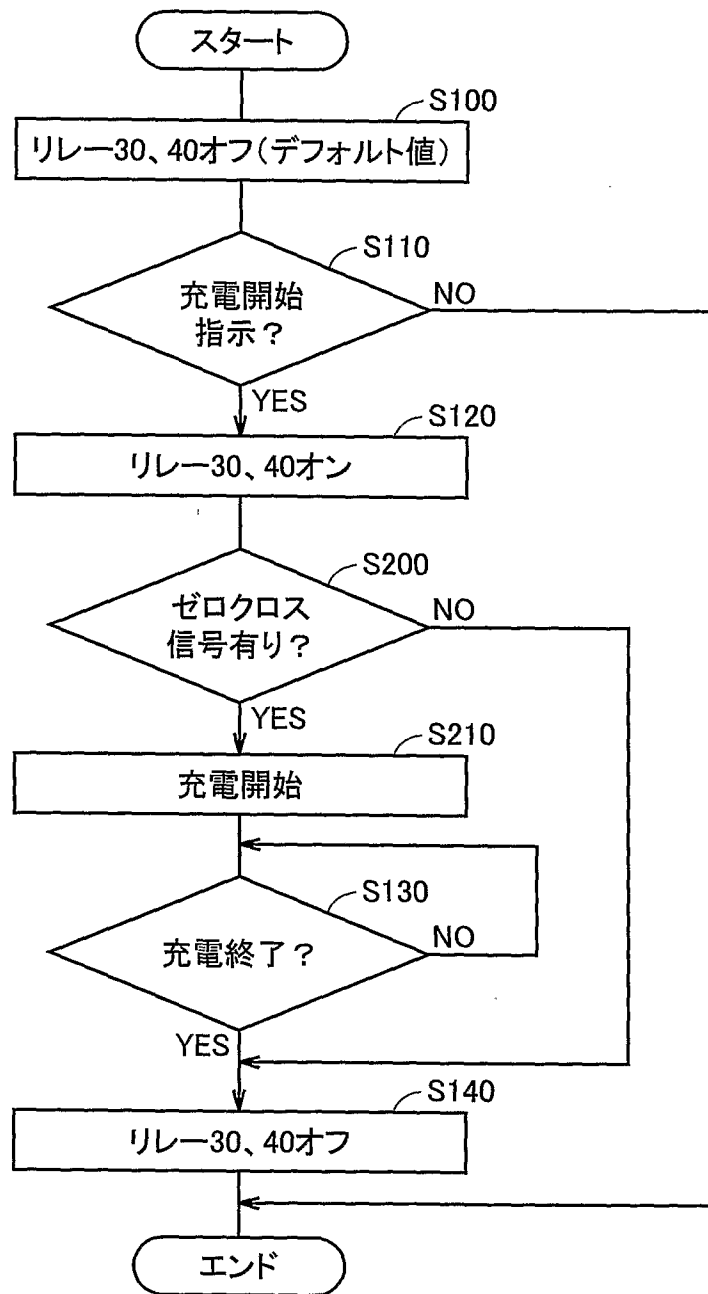 スタート
S100
リレー30、40オフ(デフォルト値)
S110
充電開始
指示?
NO
YES
S120
リレー30、40オン
S200
ゼロクロス
信号有り?
NO
YES
S210
充電開始
S130
充電終了?
NO
YES
S140
リレー30、40オフ
エンド